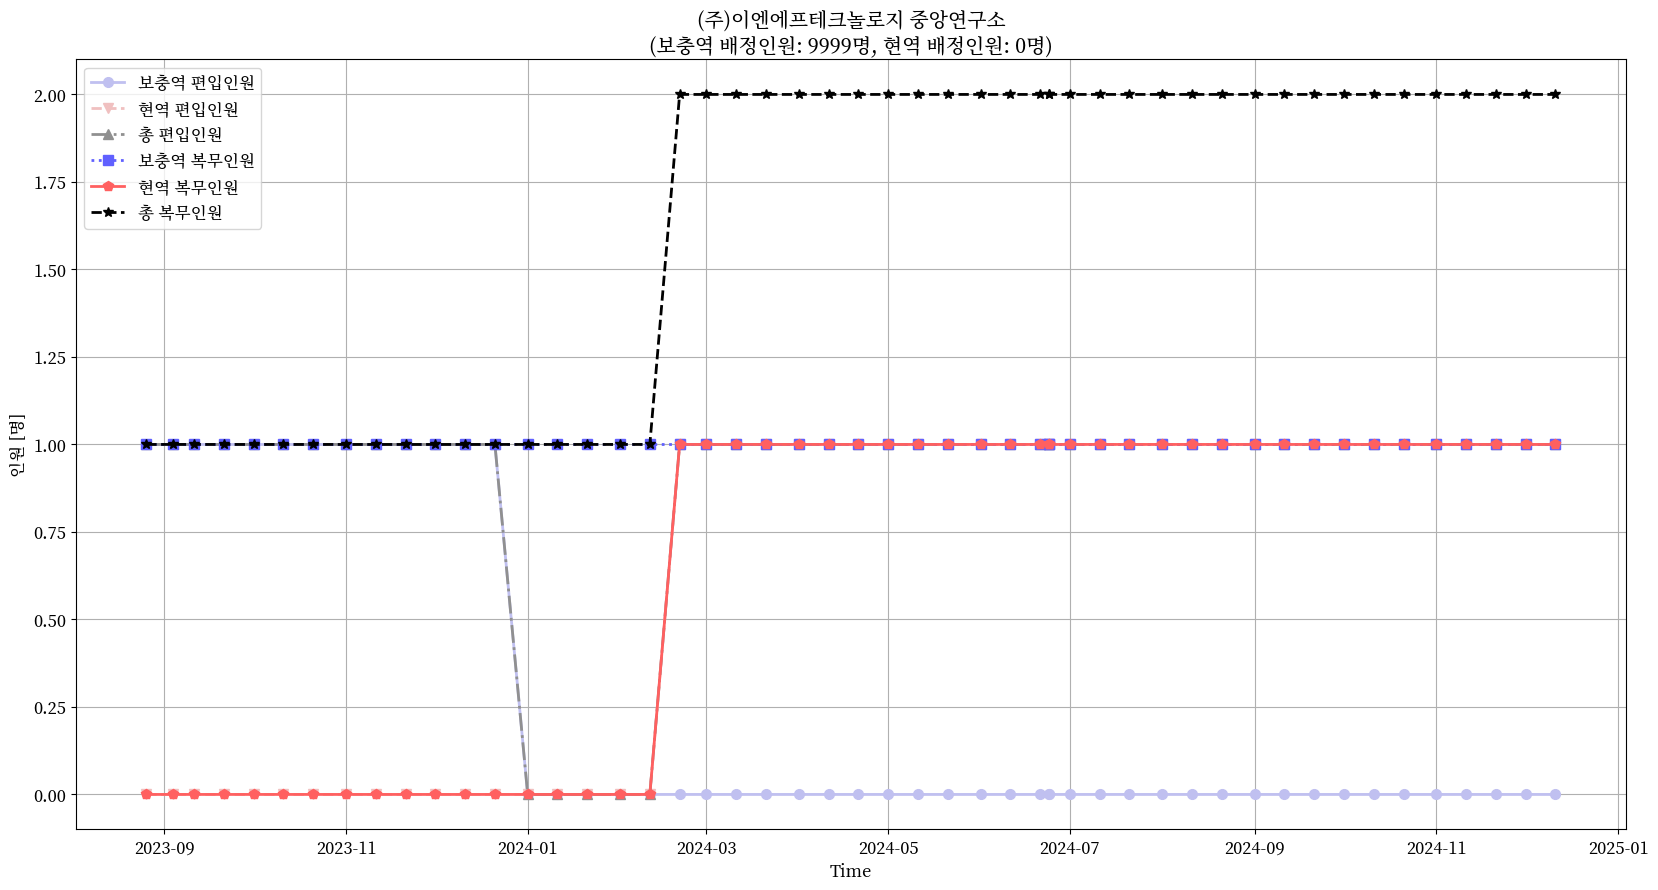 (주)이엔에프테크놀로지 중앙연구소
(보충역 배정인원: 9999명, 현역 배정인원: 0명)
보충역 편입인원
현역 편입인원
총 편입인원
보충역 복무인원
현역 복무인원
총 복무인원
2.00
1.75
1.50
1.25
1.00
0.75
0.50
0.25
0.00
인원 [명]
2023-09
2023-11
2024-01
2024-03
2024-05
2024-07
2024-09
2024-11
2025-01
Time